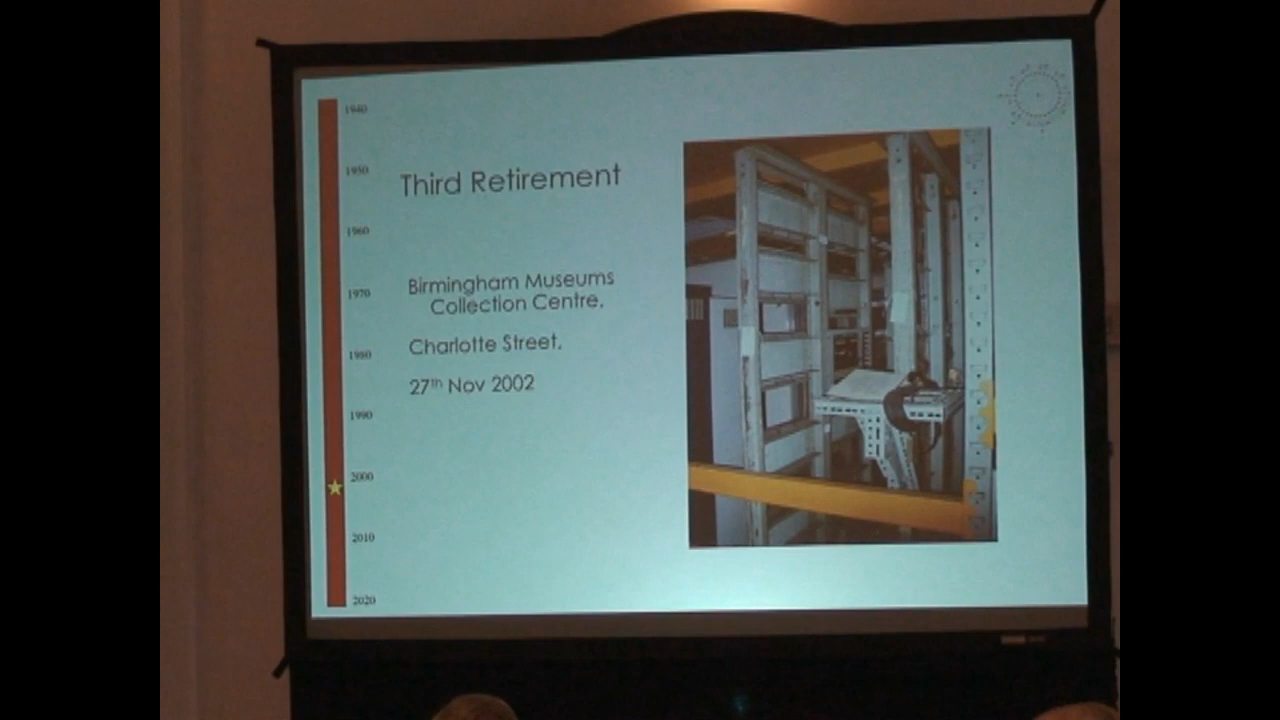 1940
1950
Third Retirement
1960
1970
Birmingham Museums
Collection Centre,
1980
Charlotte Street,
27th Nov 2002
1990
2000
2010
2020